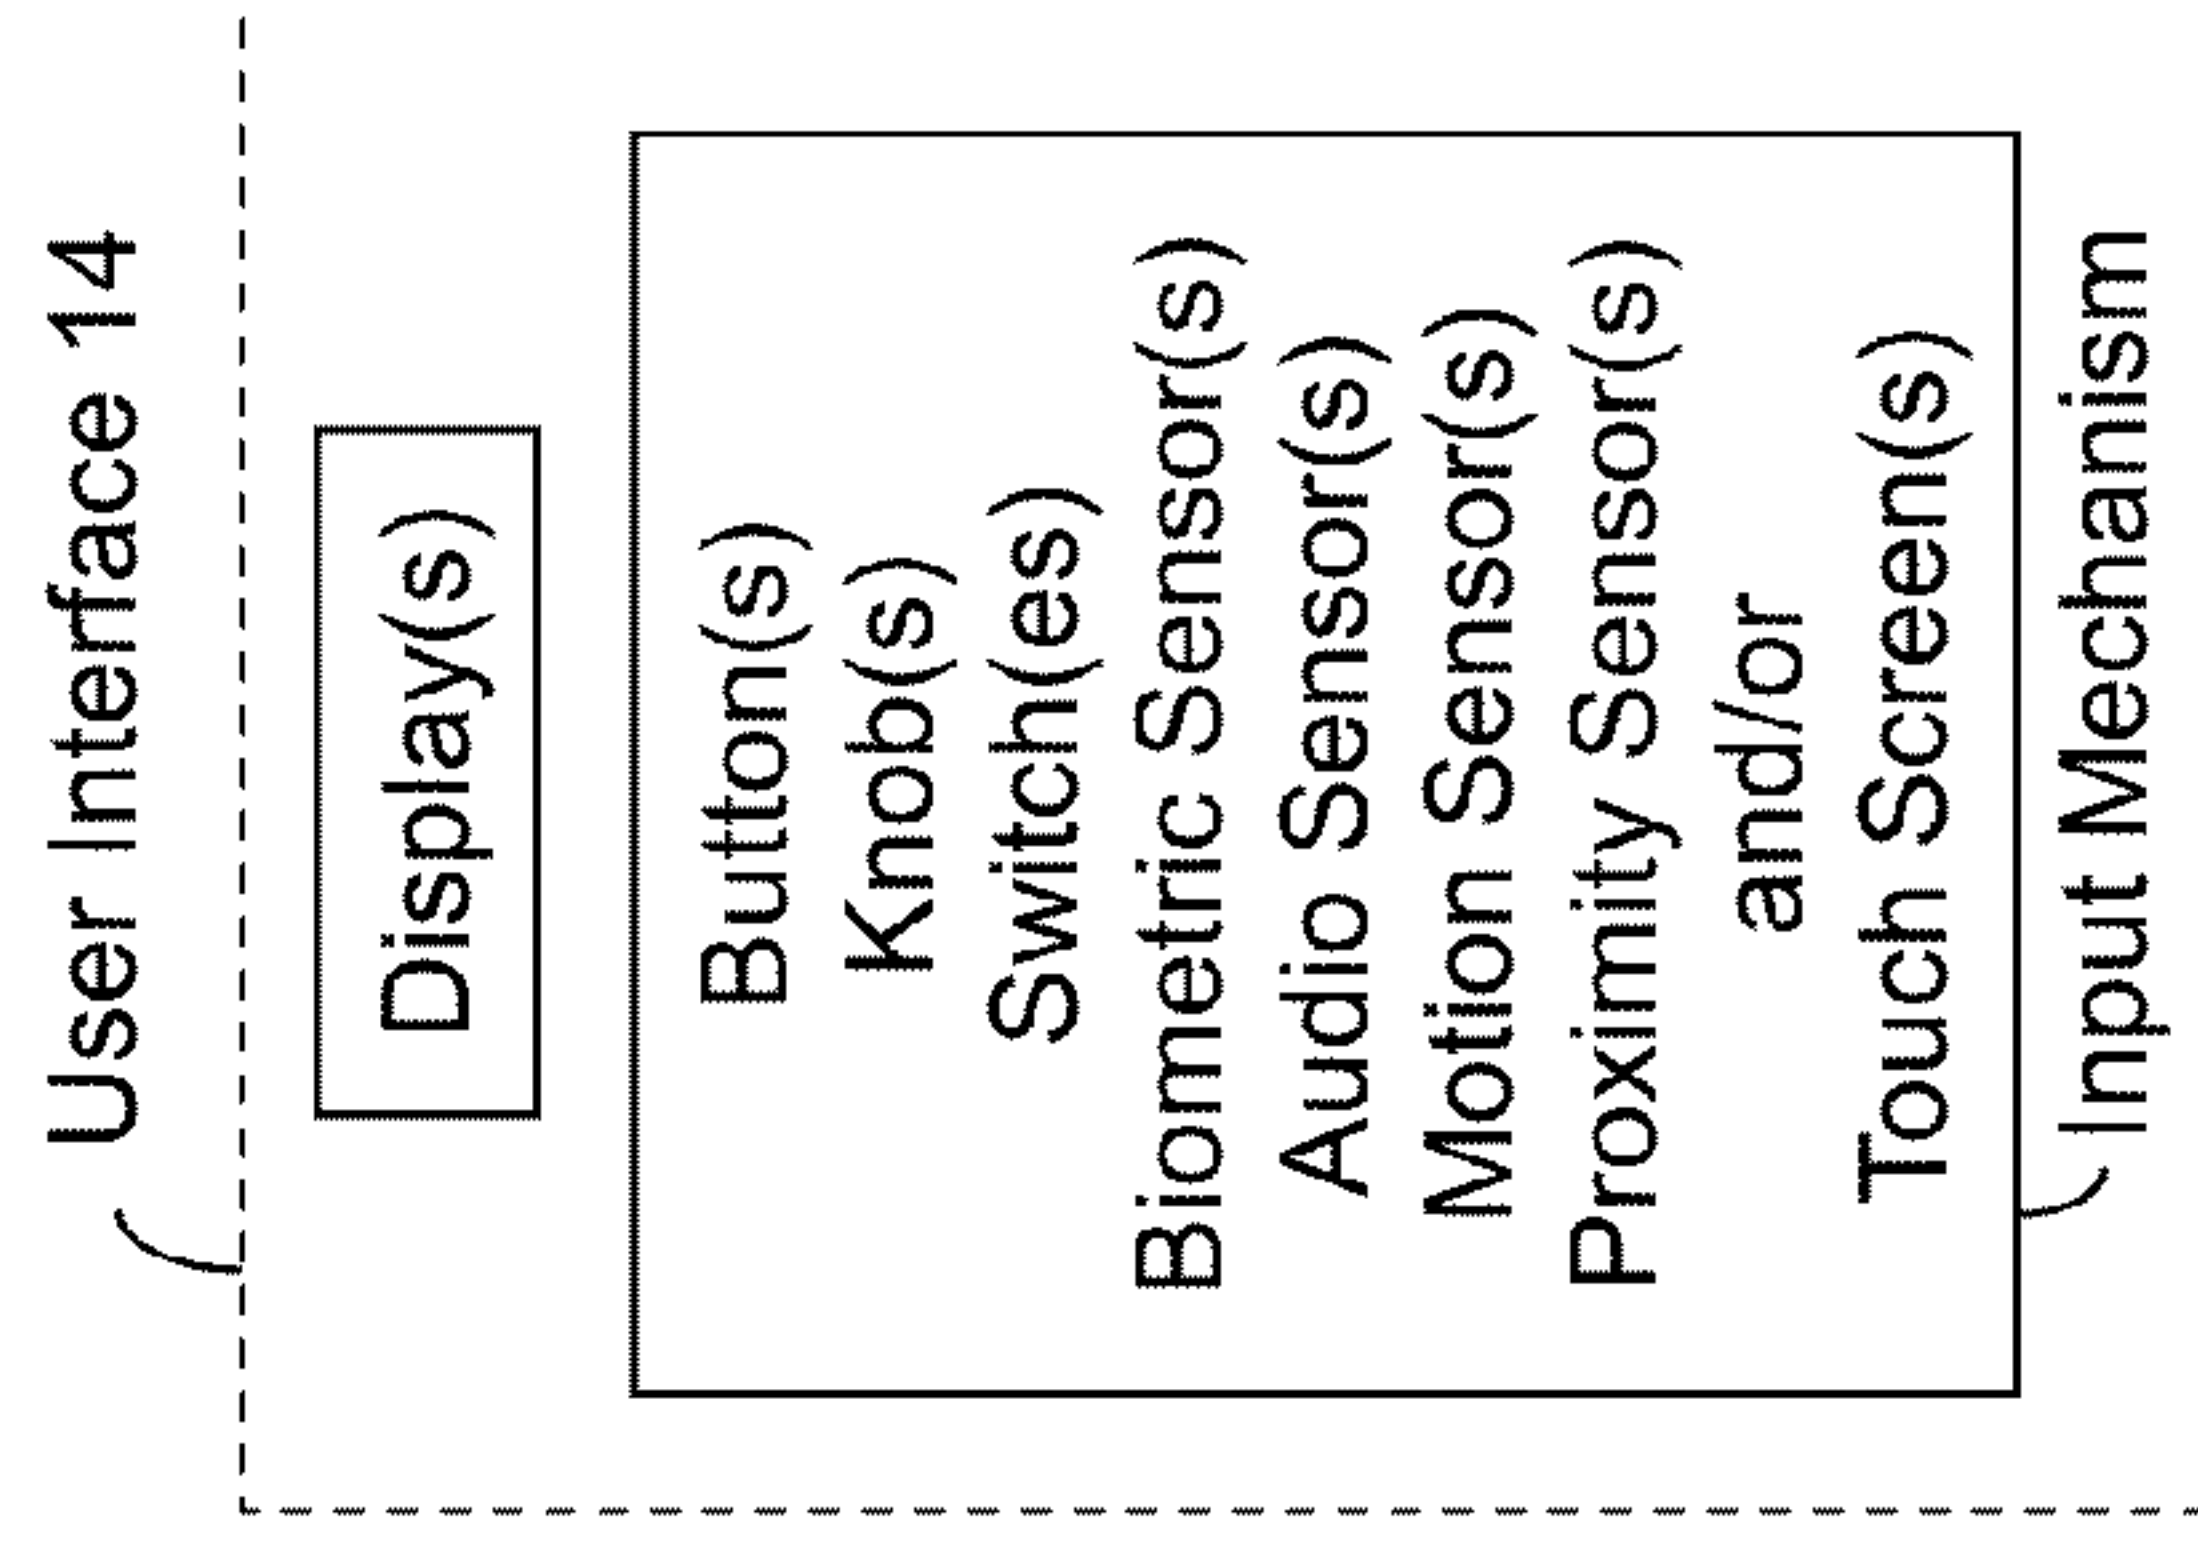 User Interface 14
Display(s)
Button(s)
Knob(s)
Switch(es)
Biometric Sensor(s)
Audio Sensor(s)
Motion Sensor(s)
Proximity Sensor(s)
and/or
Touch Screen(s)
Input Mechanism